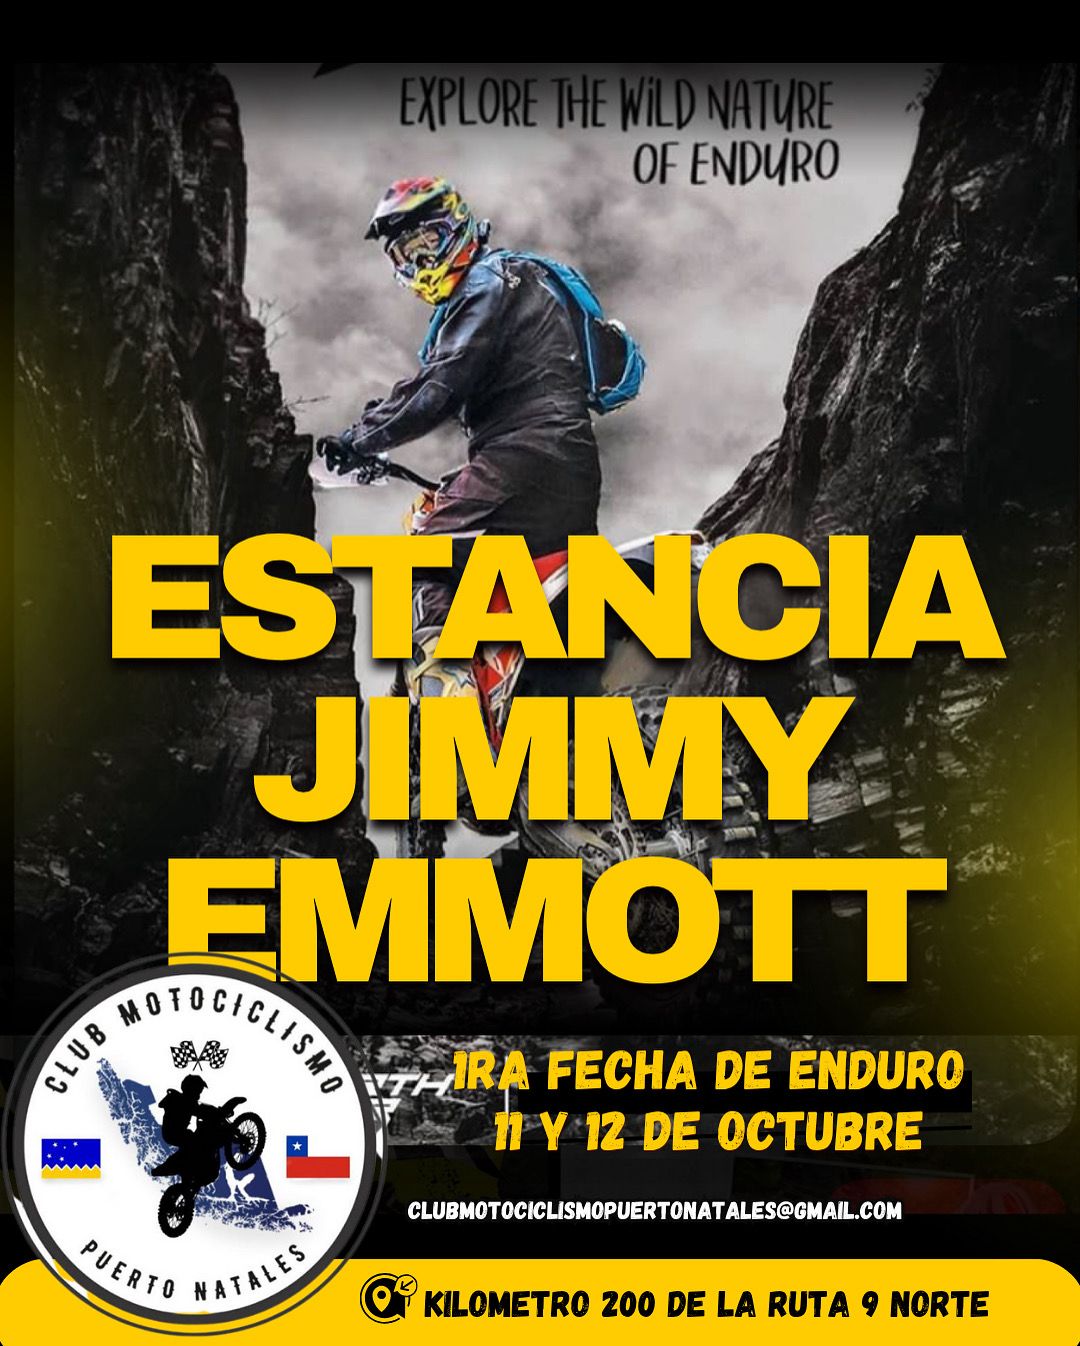 EXPLORE THE WILD NATURE
OF ENDURO
ESTANCIA
JIMMY
EMMOTT
CLUB MOTOCICLISMO
PUERTO NATALES
1RA FECHA DE ENDURO
11 Y 12 DE OCTUBRE
CLUBMOTOCICLISMOPUERTONATALES@GMAIL.COM
KILOMETRO 200 DE LA RUTA 9 NORTE